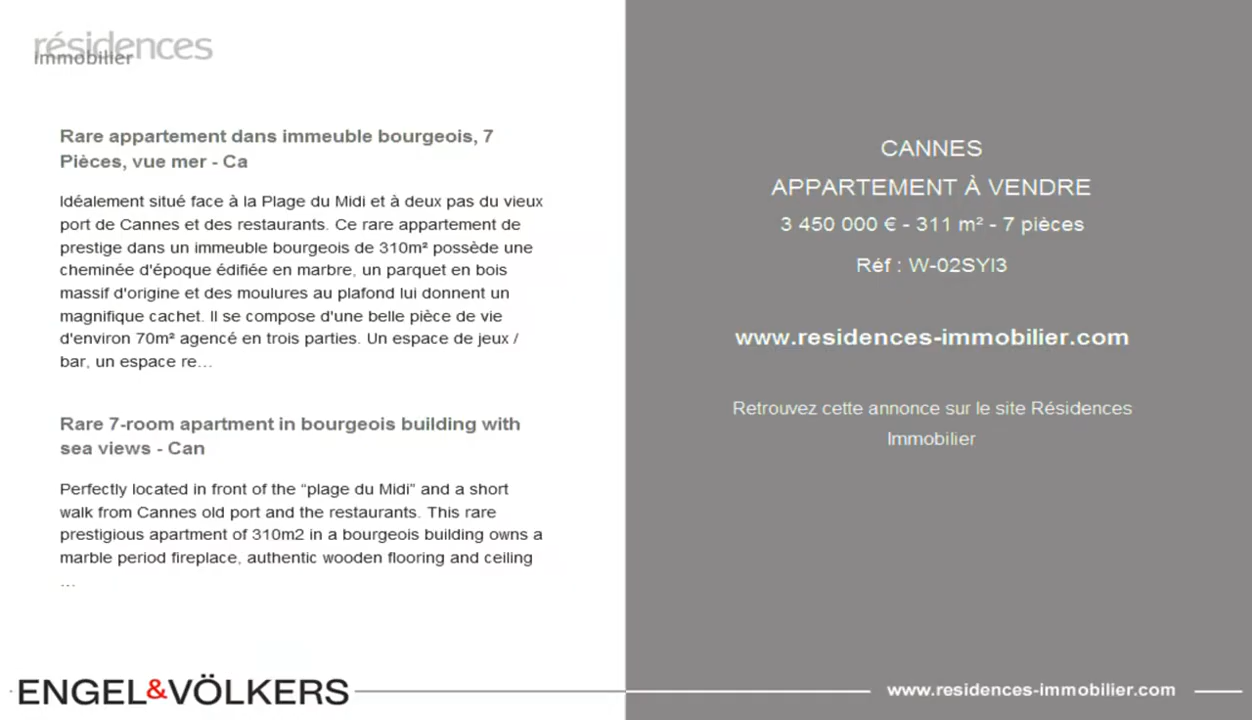 résidences
Immobilier
Rare appartement dans immeuble bourgeois, 7
Pièces, vue mer - Ca
Idéalement situé face à la Plage du Midi et à deux pas du vieux
port de Cannes et des restaurants. Ce rare appartement de
prestige dans un immeuble bourgeois de 310m² possède une
cheminée d'époque édifiée en marbre, un parquet en bois
massif d'origine et des moulures au plafond lui donnent un
magnifique cachet. Il se compose d'une belle pièce de vie
d'environ 70m² agencé en trois parties. Un espace de jeux /
bar, un espace re...
Rare 7-room apartment in bourgeois building with
sea views - Can
Perfectly located in front of the “plage du Midi” and a short
walk from Cannes old port and the restaurants. This rare
prestigious apartment of 310m2 in a bourgeois building owns a
marble period fireplace, authentic wooden flooring and ceiling
...
ENGEL&VÖLKERS
CANNES
APPARTEMENT À VENDRE
3 450 000 € - 311 m² - 7 pièces
Réf : W-02SYI3
www.residences-immobilier.com
Retrouvez cette annonce sur le site Résidences
Immobilier
www.residences-immobilier.com